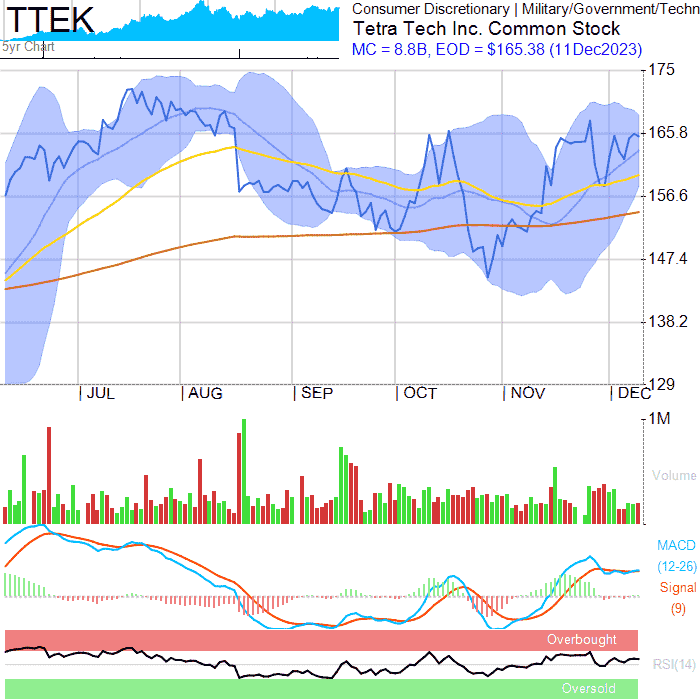 TTEK
5yr Chart
Consumer Discretionary | Military/Government/Techn
Tetra Tech Inc. Common Stock
MC = 8.8B, EOD = $165.38 (11Dec2023)
175
165.8
156.6
147.4
138.2
129
| JUL | AUG | SEP | OCT | NOV | DEC
1M
Volume
MACD
(12-26)
Signal
(9)
Overbought
RSI(14)
Oversold